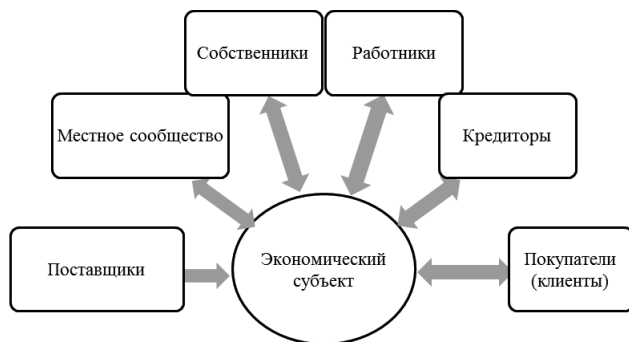 Собственники
Работники
Местное сообщество
Кредиторы
Поставщики
Экономический
субъект
Покупатели
(клиенты)